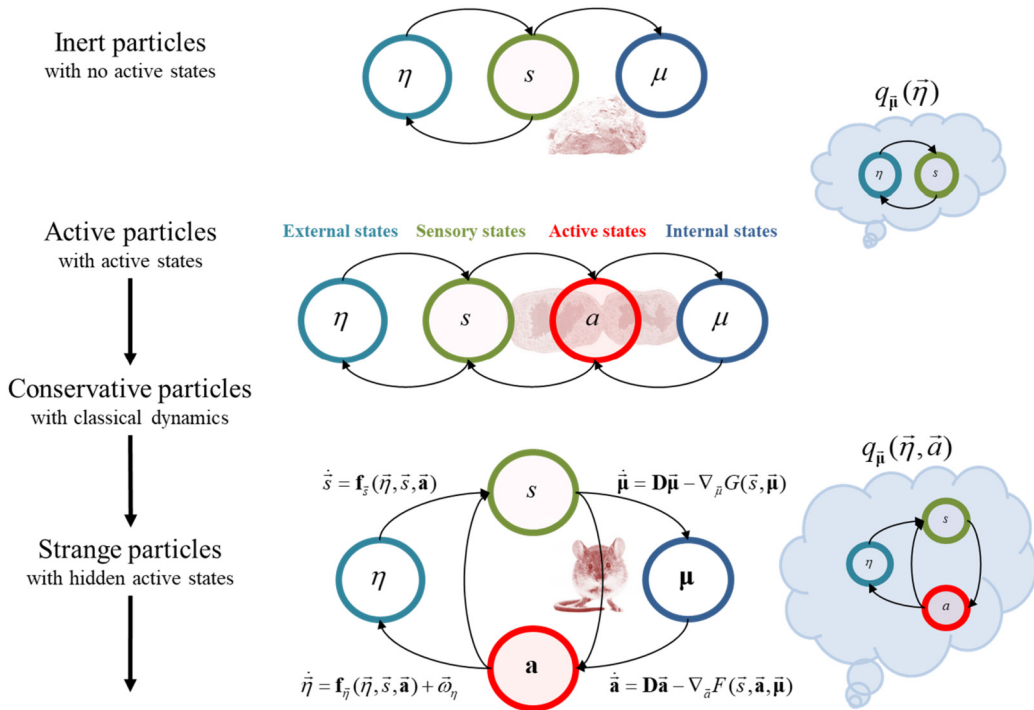 Inert particles
with no active states
η
s
μ
q_μ⃗(η⃗)
η
s
Active particles
with active states
External states
Sensory states
Active states
Internal states
η
s
a
μ
Conservative particles
with classical dynamics
Strange particles
with hidden active states
s
s⃗̇ = f_s⃗(η⃗, s⃗, a⃗)
μ⃗̇ = Dμ⃗ − ∇_μ⃗ G(s⃗, μ⃗)
η
μ
a
η⃗̇ = f_η⃗(η⃗, s⃗, a⃗) + ω⃗_η
a⃗̇ = Da⃗ − ∇_a⃗ F(s⃗, a⃗, μ⃗)
q_μ⃗(η⃗, a⃗)
s
η
a